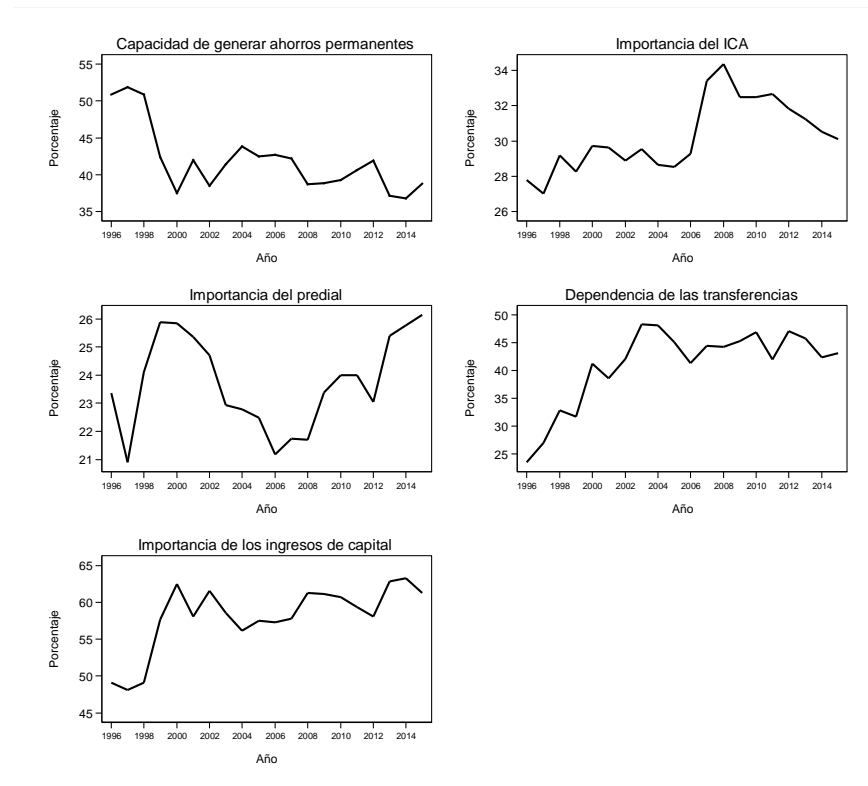 Capacidad de generar ahorros permanentes
55
50
45
40
35
Porcentaje
1996 1998 2000 2002 2004 2006 2008 2010 2012 2014
Año
Importancia del ICA
34
32
30
28
26
Porcentaje
1996 1998 2000 2002 2004 2006 2008 2010 2012 2014
Año
Importancia del predial
26
25
24
23
22
21
Porcentaje
1996 1998 2000 2002 2004 2006 2008 2010 2012 2014
Año
Dependencia de las transferencias
50
45
40
35
30
25
Porcentaje
1996 1998 2000 2002 2004 2006 2008 2010 2012 2014
Año
Importancia de los ingresos de capital
65
60
55
50
45
Porcentaje
1996 1998 2000 2002 2004 2006 2008 2010 2012 2014
Año